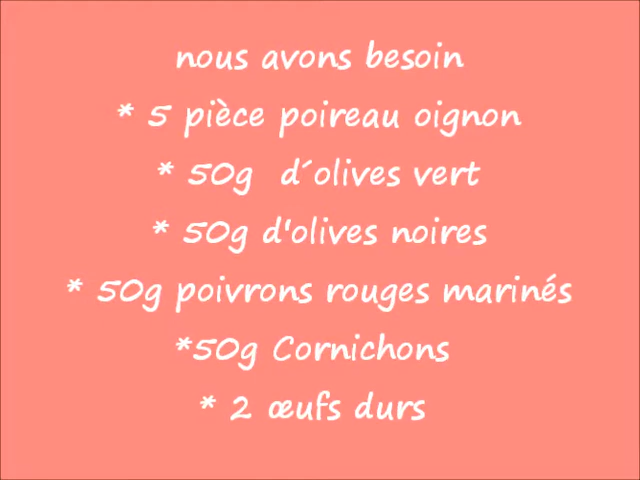 nous avons besoin
* 5 pièce poireau oignon
* 50g d´olives vert
* 50g d'olives noires
* 50g poivrons rouges marinés
*50g Cornichons
* 2 œufs durs